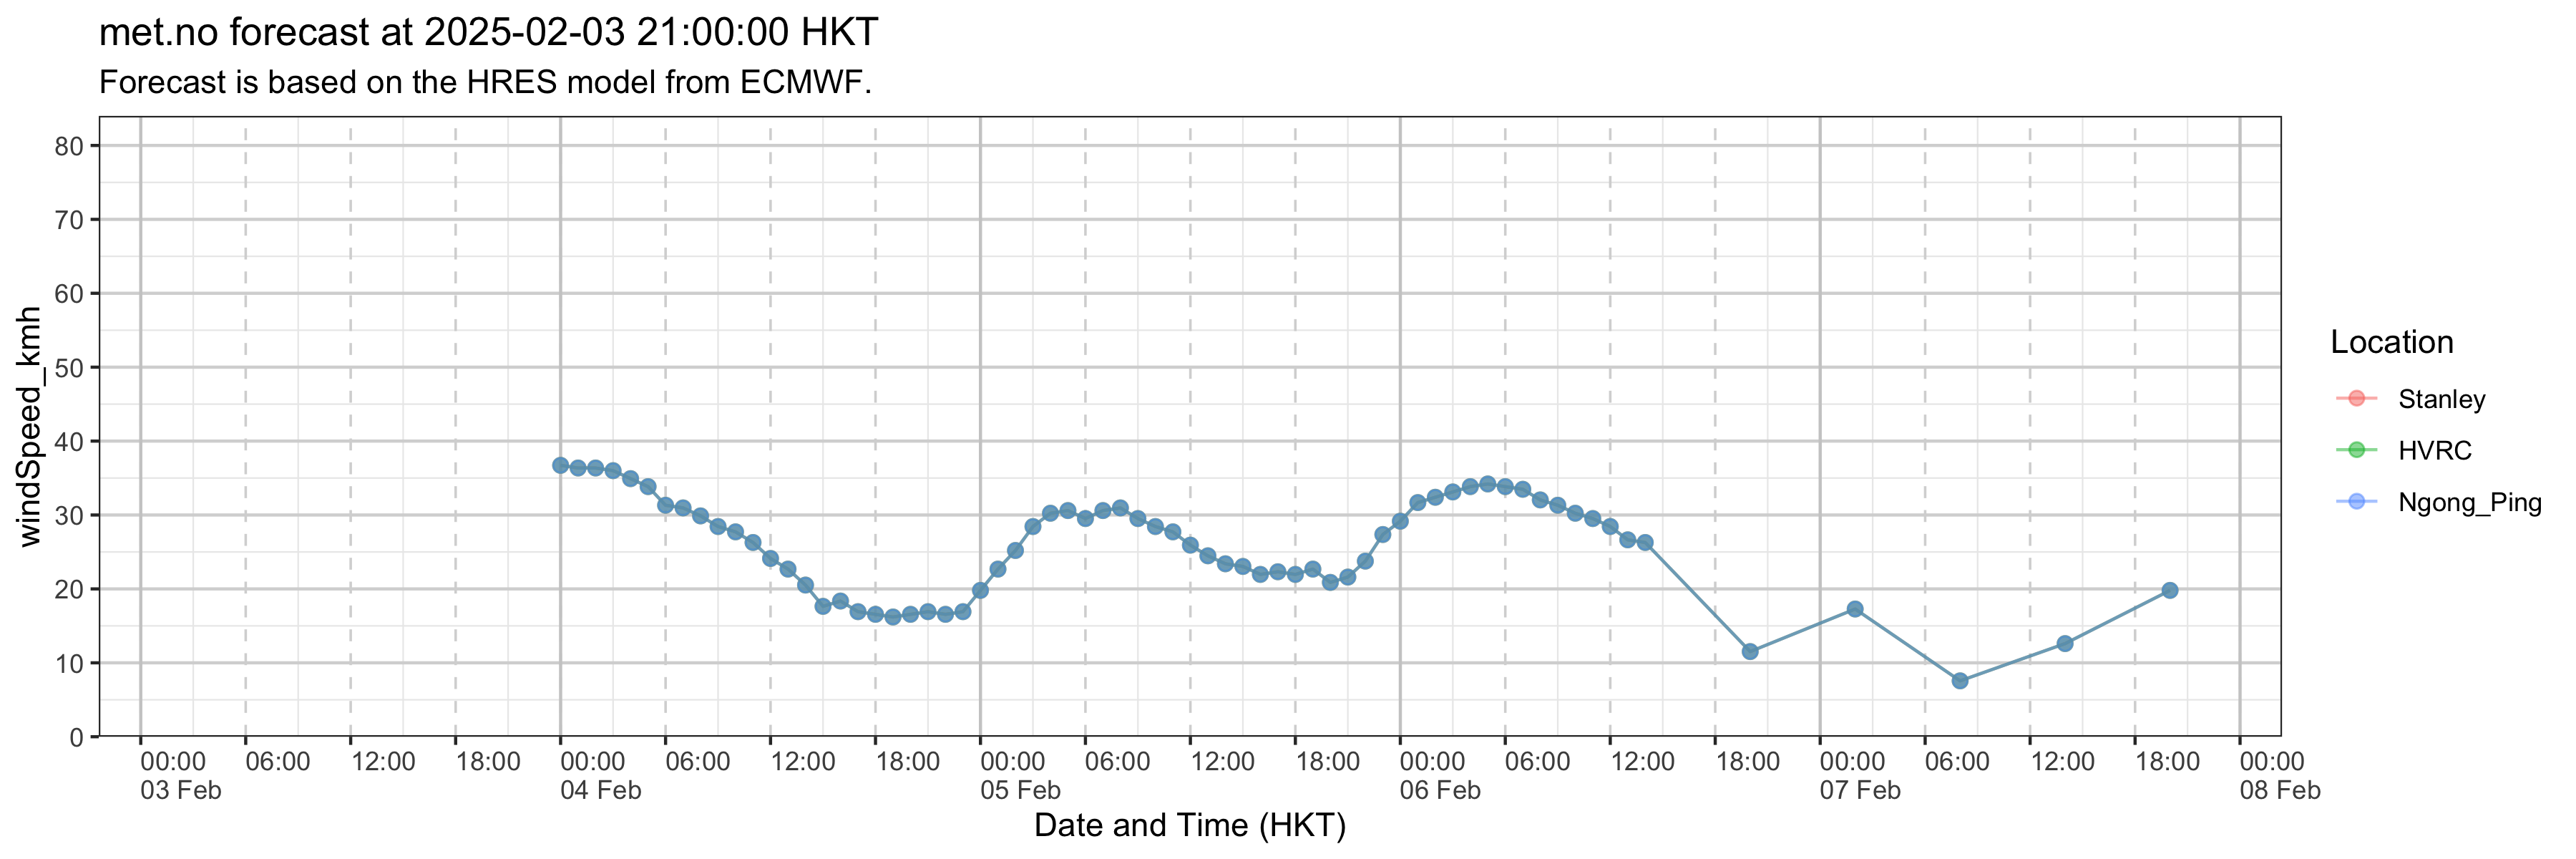 met.no forecast at 2025-02-03 21:00:00 HKT
Forecast is based on the HRES model from ECMWF.
windSpeed_kmh
80
70
60
50
40
30
20
10
0
00:00 06:00 12:00 18:00 00:00 06:00 12:00 18:00 00:00 06:00 12:00 18:00 00:00 06:00 12:00 18:00 00:00 06:00 12:00 18:00 00:00
03 Feb 04 Feb 05 Feb 06 Feb 07 Feb 08 Feb
Date and Time (HKT)
Location
Stanley
HVRC
Ngong_Ping